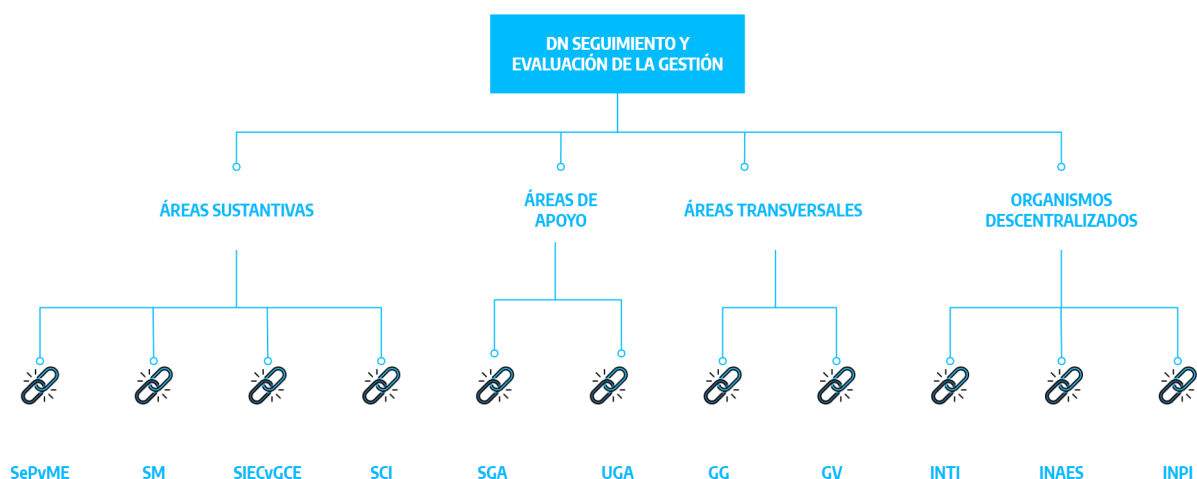 DN SEGUIMIENTO Y
EVALUACIÓN DE LA GESTIÓN
ÁREAS SUSTANTIVAS
ÁREAS DE
APOYO
ÁREAS TRANSVERSALES
ORGANISMOS
DESCENTRALIZADOS
SePyME
SM
SIECyGCE
SCI
SGA
UGA
GG
GV
INTI
INAES
INPI